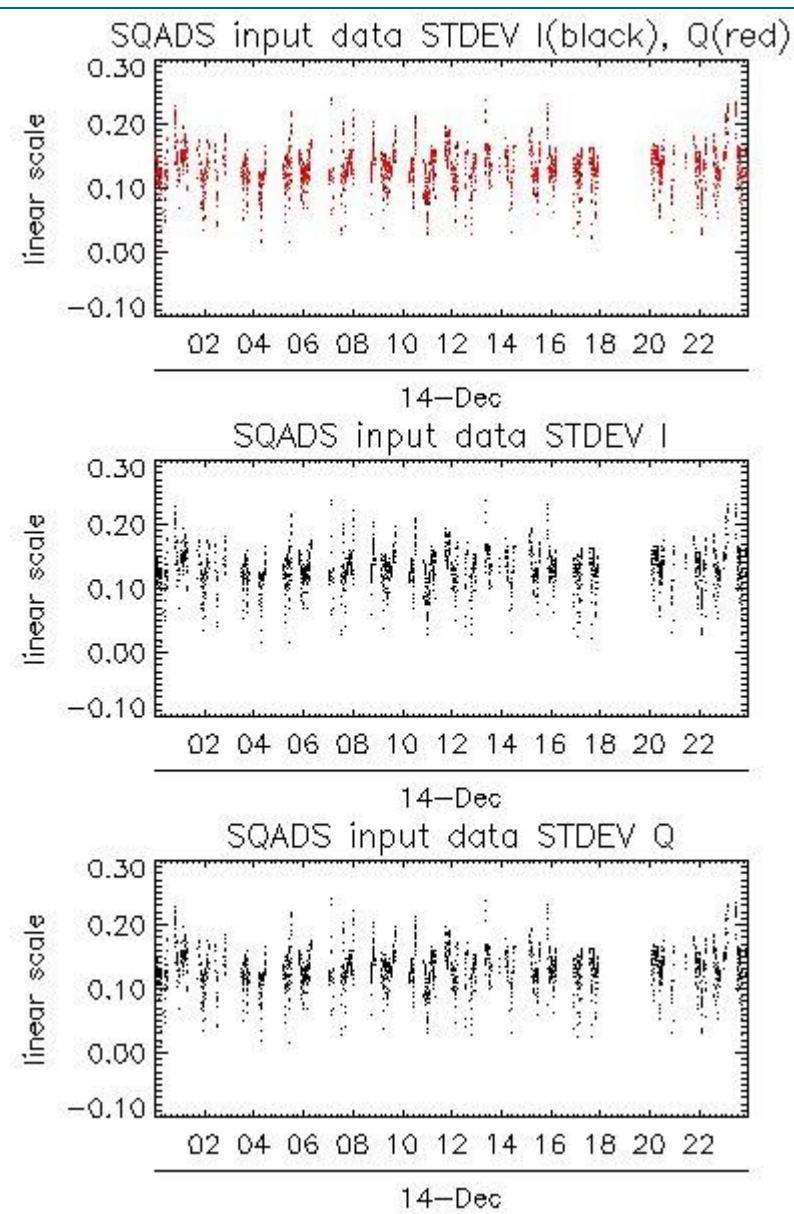 SQADS input data STDEV I(black), Q(red)
0.30
0.20
0.10
0.00
−0.10
linear scale
02 04 06 08 10 12 14 16 18 20 22
14−Dec
SQADS input data STDEV I
0.30
0.20
0.10
0.00
−0.10
linear scale
02 04 06 08 10 12 14 16 18 20 22
14−Dec
SQADS input data STDEV Q
0.30
0.20
0.10
0.00
−0.10
linear scale
02 04 06 08 10 12 14 16 18 20 22
14−Dec